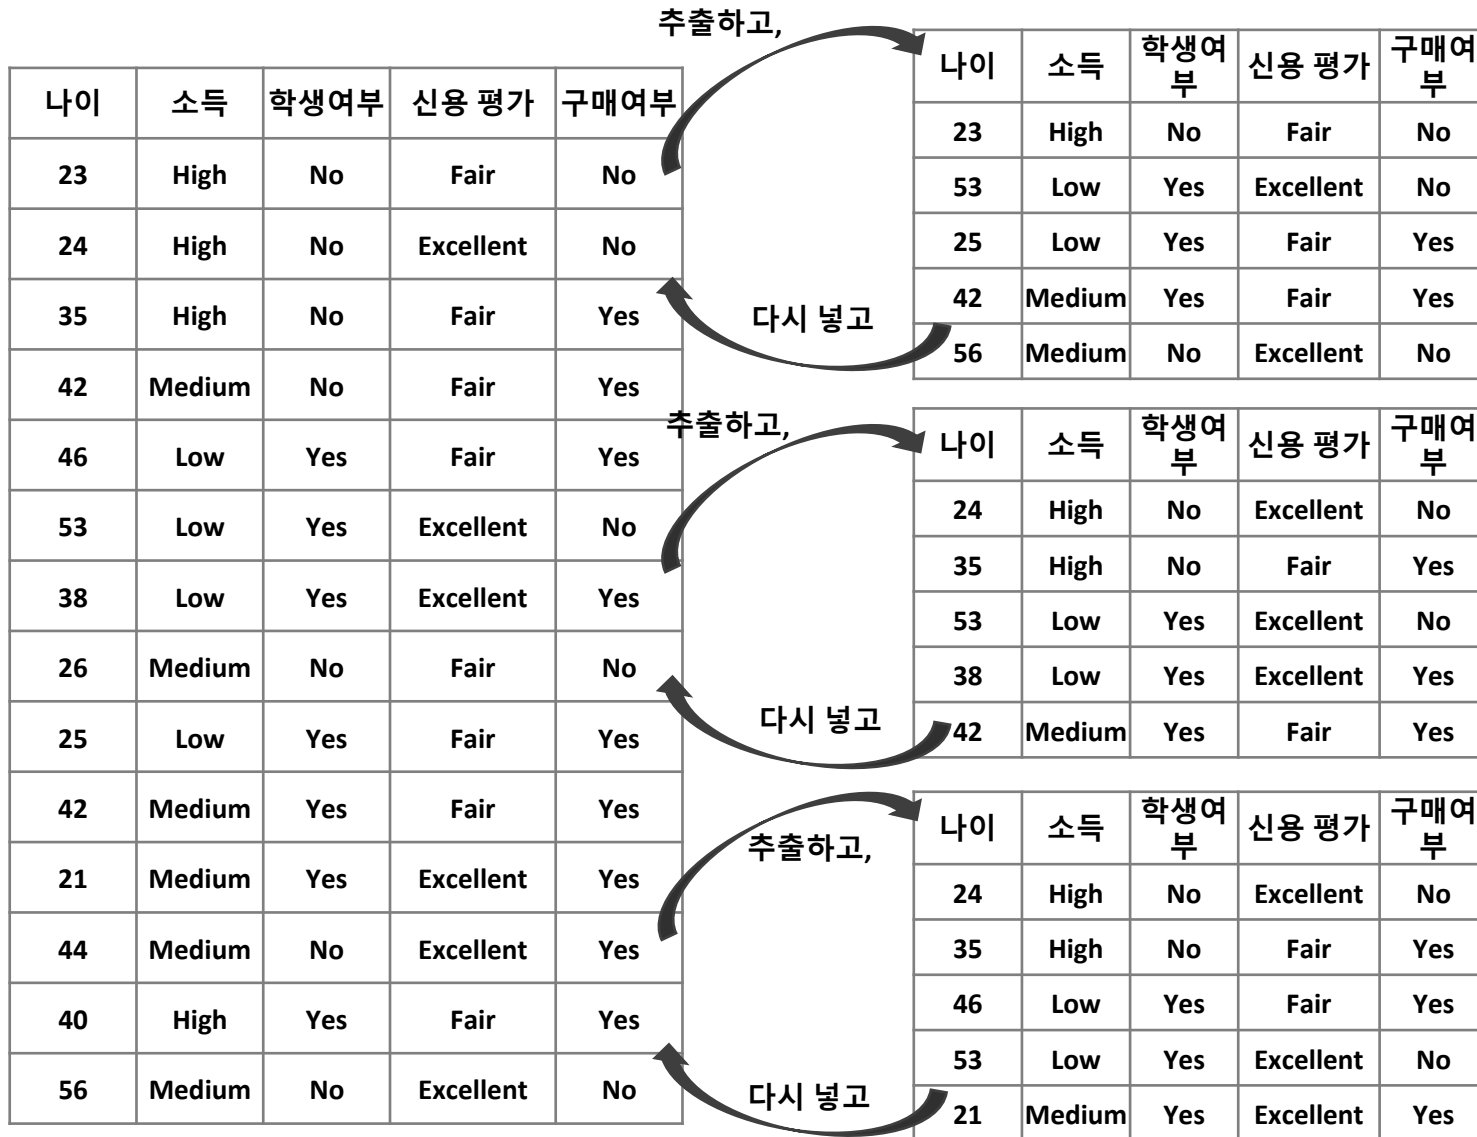 추출하고,
나이 소득 학생여부 신용 평가 구매여부
23 High No Fair No
24 High No Excellent No
35 High No Fair Yes
42 Medium No Fair Yes
46 Low Yes Fair Yes
53 Low Yes Excellent No
38 Low Yes Excellent Yes
26 Medium No Fair No
25 Low Yes Fair Yes
42 Medium Yes Fair Yes
21 Medium Yes Excellent Yes
44 Medium No Excellent Yes
40 High Yes Fair Yes
56 Medium No Excellent No
나이 소득 학생여 신용 평가 구매여
부 부
23 High No Fair No
53 Low Yes Excellent No
25 Low Yes Fair Yes
42 Medium Yes Fair Yes
56 Medium No Excellent No
다시 넣고
추출하고,
나이 소득 학생여 신용 평가 구매여
부 부
24 High No Excellent No
35 High No Fair Yes
53 Low Yes Excellent No
38 Low Yes Excellent Yes
42 Medium Yes Fair Yes
다시 넣고
추출하고,
나이 소득 학생여 신용 평가 구매여
부 부
24 High No Excellent No
35 High No Fair Yes
46 Low Yes Fair Yes
53 Low Yes Excellent No
21 Medium Yes Excellent Yes
다시 넣고